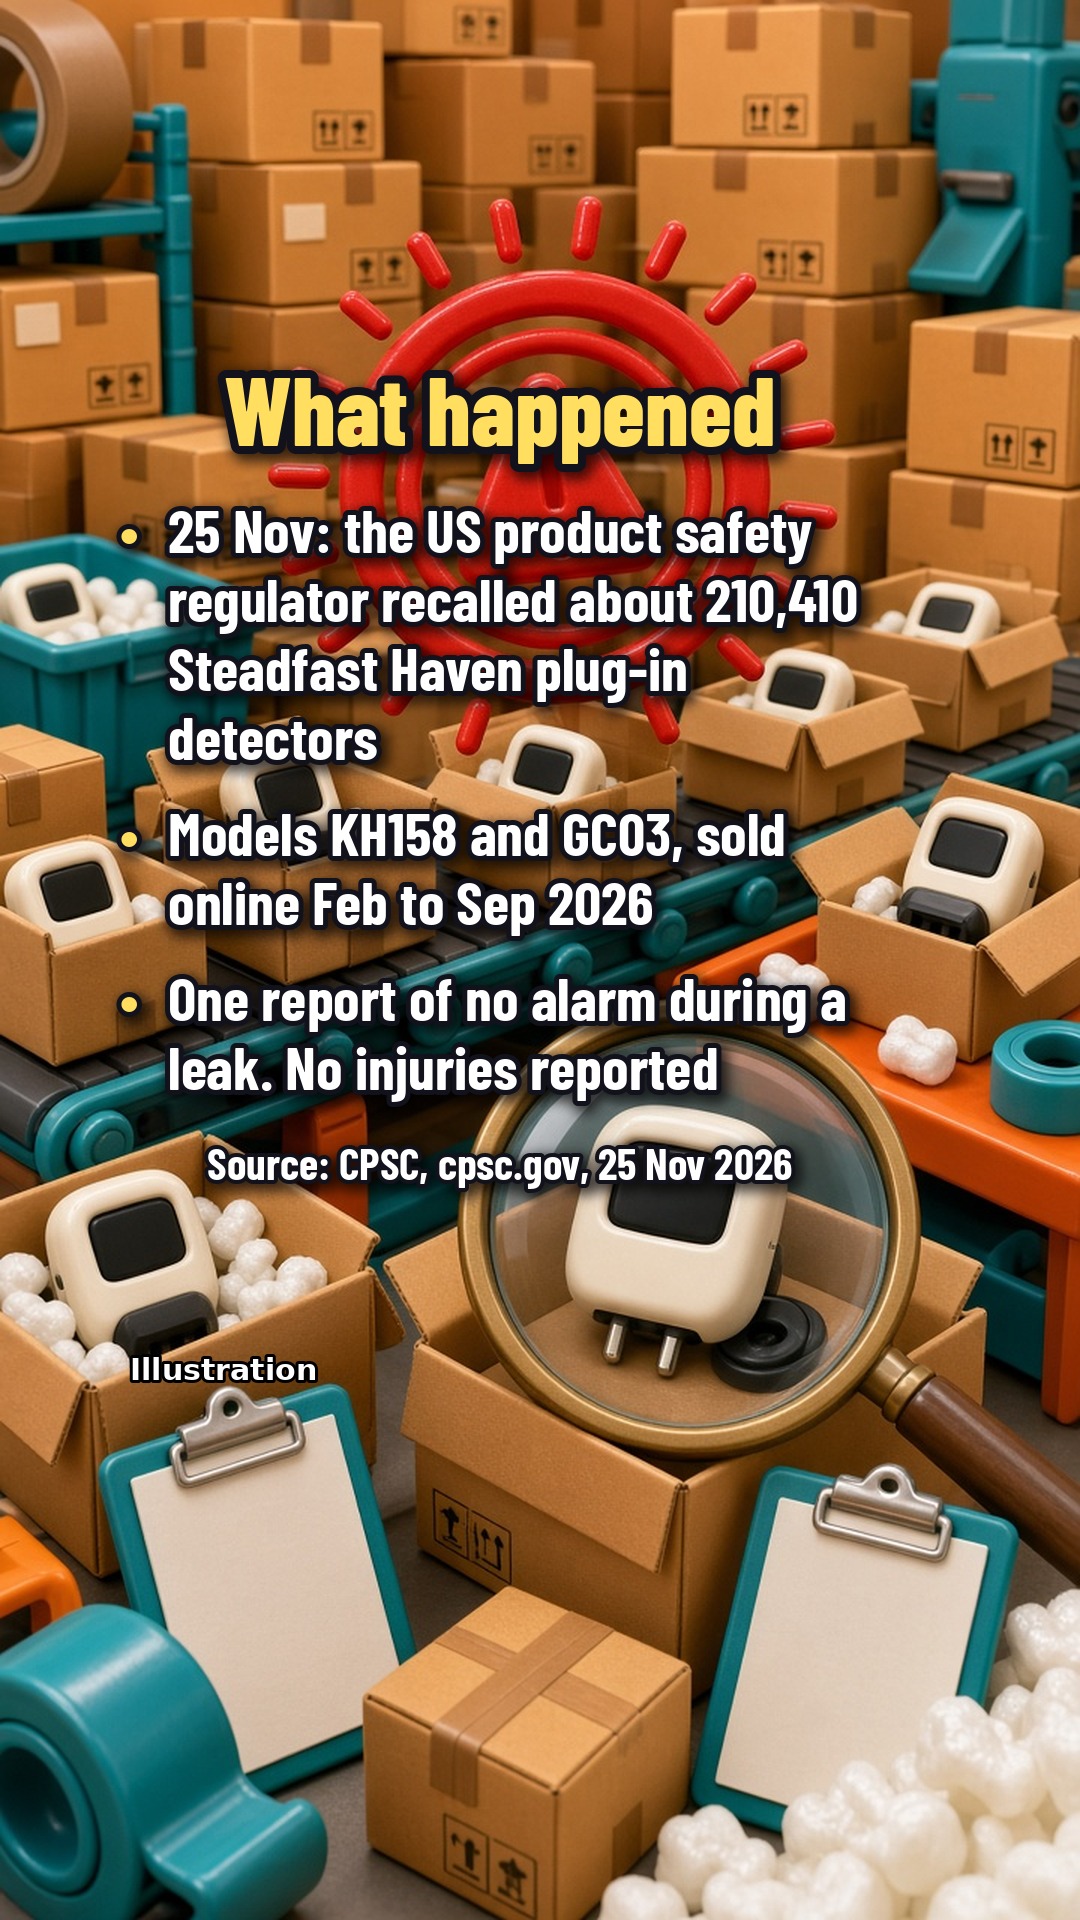 What happened
• 25 Nov: the US product safety
regulator recalled about 210,410
Steadfast Haven plug-in
detectors
• Models KH158 and GC03, sold
online Feb to Sep 2026
• One report of no alarm during a
leak. No injuries reported
Source: CPSC, cpsc.gov, 25 Nov 2026
Illustration